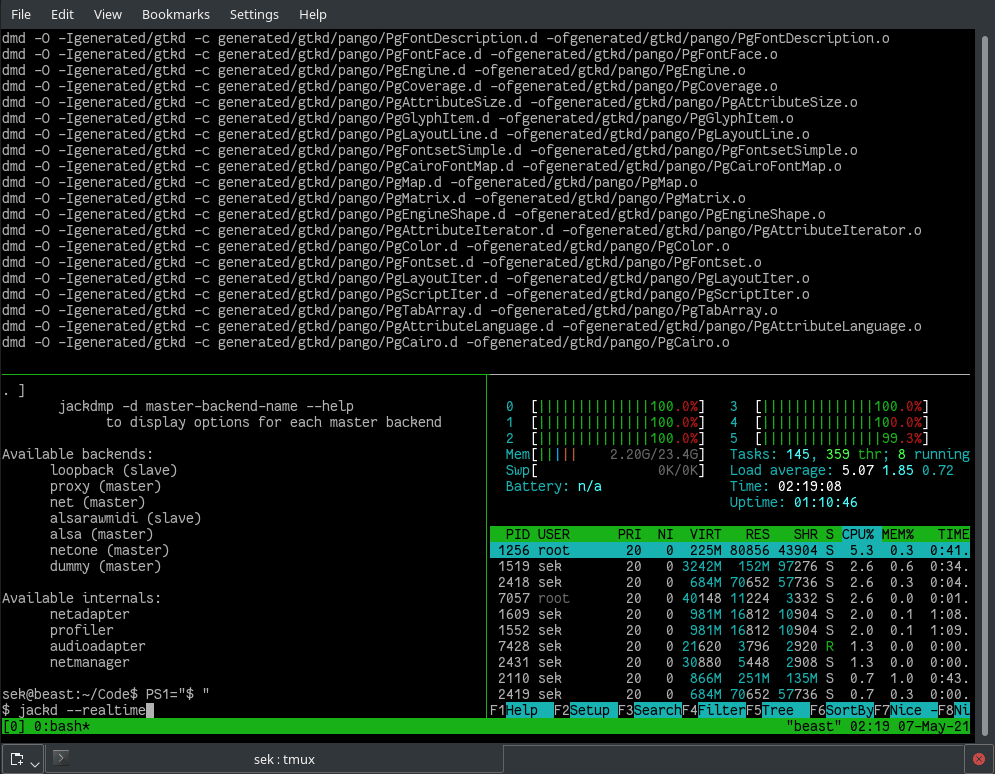 File Edit View Bookmarks Settings Help
dmd -O -Igenerated/gtkd -c generated/gtkd/pango/PgFontDescription.d -ofgenerated/gtkd/pango/PgFontDescription.o
dmd -O -Igenerated/gtkd -c generated/gtkd/pango/PgFontFace.d -ofgenerated/gtkd/pango/PgFontFace.o
dmd -O -Igenerated/gtkd -c generated/gtkd/pango/PgEngine.d -ofgenerated/gtkd/pango/PgEngine.o
dmd -O -Igenerated/gtkd -c generated/gtkd/pango/PgCoverage.d -ofgenerated/gtkd/pango/PgCoverage.o
dmd -O -Igenerated/gtkd -c generated/gtkd/pango/PgAttributeSize.d -ofgenerated/gtkd/pango/PgAttributeSize.o
dmd -O -Igenerated/gtkd -c generated/gtkd/pango/PgGlyphItem.d -ofgenerated/gtkd/pango/PgGlyphItem.o
dmd -O -Igenerated/gtkd -c generated/gtkd/pango/PgLayoutLine.d -ofgenerated/gtkd/pango/PgLayoutLine.o
dmd -O -Igenerated/gtkd -c generated/gtkd/pango/PgFontsetSimple.d -ofgenerated/gtkd/pango/PgFontsetSimple.o
dmd -O -Igenerated/gtkd -c generated/gtkd/pango/PgCairoFontMap.d -ofgenerated/gtkd/pango/PgCairoFontMap.o
dmd -O -Igenerated/gtkd -c generated/gtkd/pango/PgMap.d -ofgenerated/gtkd/pango/PgMap.o
dmd -O -Igenerated/gtkd -c generated/gtkd/pango/PgMatrix.d -ofgenerated/gtkd/pango/PgMatrix.o
dmd -O -Igenerated/gtkd -c generated/gtkd/pango/PgEngineShape.d -ofgenerated/gtkd/pango/PgEngineShape.o
dmd -O -Igenerated/gtkd -c generated/gtkd/pango/PgAttributeIterator.d -ofgenerated/gtkd/pango/PgAttributeIterator.o
dmd -O -Igenerated/gtkd -c generated/gtkd/pango/PgColor.d -ofgenerated/gtkd/pango/PgColor.o
dmd -O -Igenerated/gtkd -c generated/gtkd/pango/PgFontset.d -ofgenerated/gtkd/pango/PgFontset.o
dmd -O -Igenerated/gtkd -c generated/gtkd/pango/PgLayoutIter.d -ofgenerated/gtkd/pango/PgLayoutIter.o
dmd -O -Igenerated/gtkd -c generated/gtkd/pango/PgScriptIter.d -ofgenerated/gtkd/pango/PgScriptIter.o
dmd -O -Igenerated/gtkd -c generated/gtkd/pango/PgTabArray.d -ofgenerated/gtkd/pango/PgTabArray.o
dmd -O -Igenerated/gtkd -c generated/gtkd/pango/PgAttributeLanguage.d -ofgenerated/gtkd/pango/PgAttributeLanguage.o
dmd -O -Igenerated/gtkd -c generated/gtkd/pango/PgCairo.d -ofgenerated/gtkd/pango/PgCairo.o
. ]
jackdmp -d master-backend-name --help
to display options for each master backend
Available backends:
loopback (slave)
proxy (master)
net (master)
alsarawmidi (slave)
alsa (master)
netone (master)
dummy (master)
Available internals:
netadapter
profiler
audioadapter
netmanager
sek@beast:~/Code$ PS1="$ "
$ jackd --realtime
0 [||||||||||||||100.0%] 3 [||||||||||||||100.0%]
1 [||||||||||||||100.0%] 4 [||||||||||||||100.0%]
2 [||||||||||||||100.0%] 5 [|||||||||||||||99.3%]
Mem[||||| 2.20G/23.4G] Tasks: 145, 359 thr; 8 running
Swp[ 0K/0K] Load average: 5.07 1.85 0.72
Battery: n/a Time: 02:19:08
Uptime: 01:10:46
PID USER PRI NI VIRT RES SHR S CPU% MEM% TIME
1256 root 20 0 225M 80856 43904 S 5.3 0.3 0:41.
1519 sek 20 0 3242M 152M 97276 S 2.6 0.6 0:34.
2418 sek 20 0 684M 70652 57736 S 2.6 0.3 0:04.
7057 root 20 0 40148 11224 3332 S 2.6 0.0 0:01.
1609 sek 20 0 981M 16812 10904 S 2.0 0.1 1:08.
1552 sek 20 0 981M 16812 10904 S 2.0 0.1 1:09.
7428 sek 20 0 21620 3796 2920 R 1.3 0.0 0:00.
2431 sek 20 0 30880 5448 2908 S 1.3 0.0 0:00.
2110 sek 20 0 866M 251M 135M S 0.7 1.0 0:43.
2419 sek 20 0 684M 70652 57736 S 0.7 0.3 0:00.
F1Help F2Setup F3SearchF4FilterF5Tree F6SortByF7Nice -F8Ni
[0] 0:bash* "beast" 02:19 07-May-21
sek : tmux